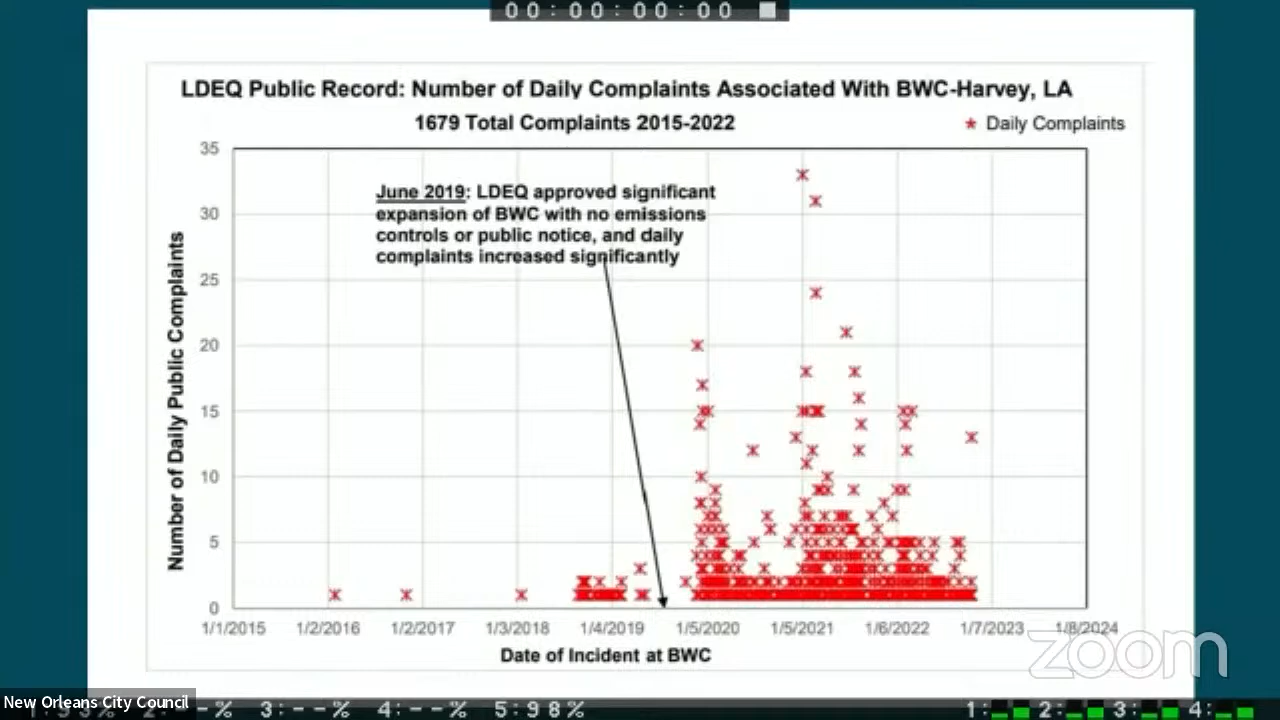 00:00:00:00
LDEQ Public Record: Number of Daily Complaints Associated With BWC-Harvey, LA
1679 Total Complaints 2015-2022
Daily Complaints
June 2019: LDEQ approved significant
expansion of BWC with no emissions
controls or public notice, and daily
complaints increased significantly
Number of Daily Public Complaints
35
30
25
20
15
10
5
0
1/1/2015 1/2/2016 1/2/2017 1/3/2018 1/4/2019 1/5/2020 1/5/2021 1/6/2022 1/7/2023 1/8/2024
Date of Incident at BWC
zoom
New Orleans City Council
3:--% 4:--% 5:98% 1: 2: 3: 4: